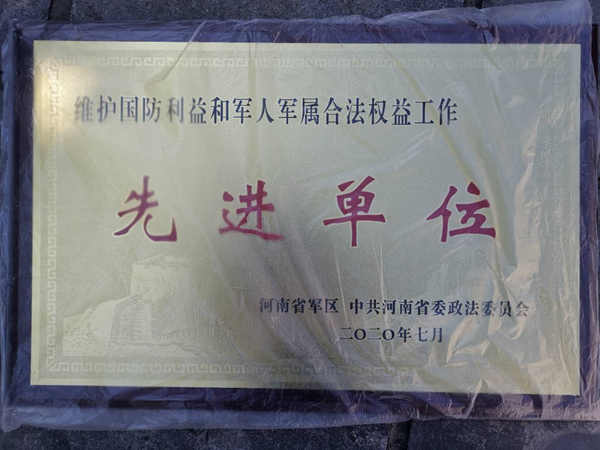 维护国防利益和军人军属合法权益工作
先进单位
河南省军区 中共河南省委政法委员会
二〇二〇年七月